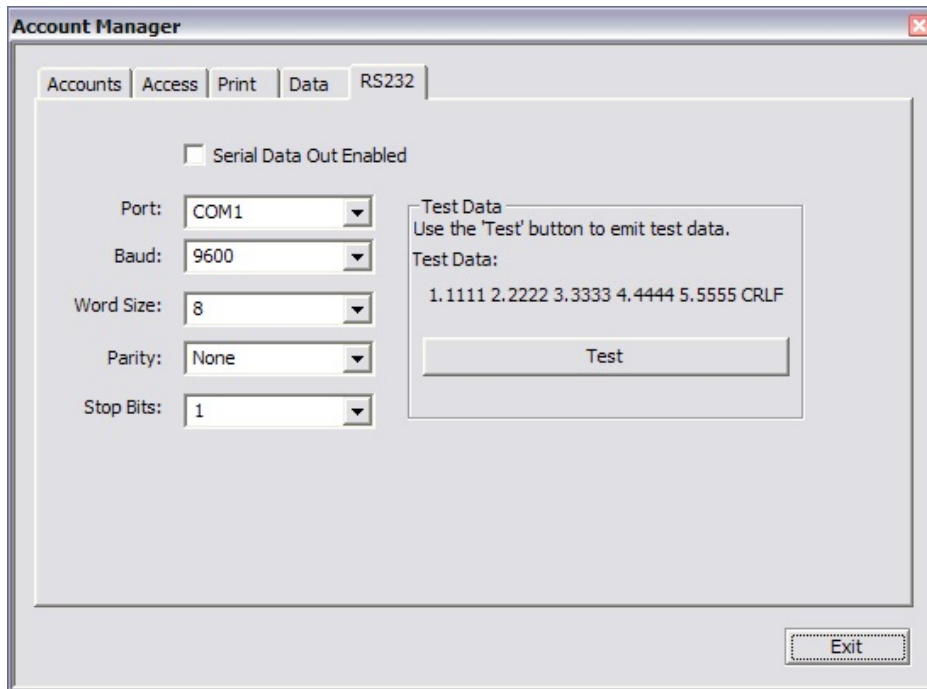 Account Manager
Accounts Access Print Data RS232
Serial Data Out Enabled
Port: COM1
Baud: 9600
Word Size: 8
Parity: None
Stop Bits: 1
Test Data
Use the 'Test' button to emit test data.
Test Data:
1.1111 2.2222 3.3333 4.4444 5.5555 CRLF
Test
Exit